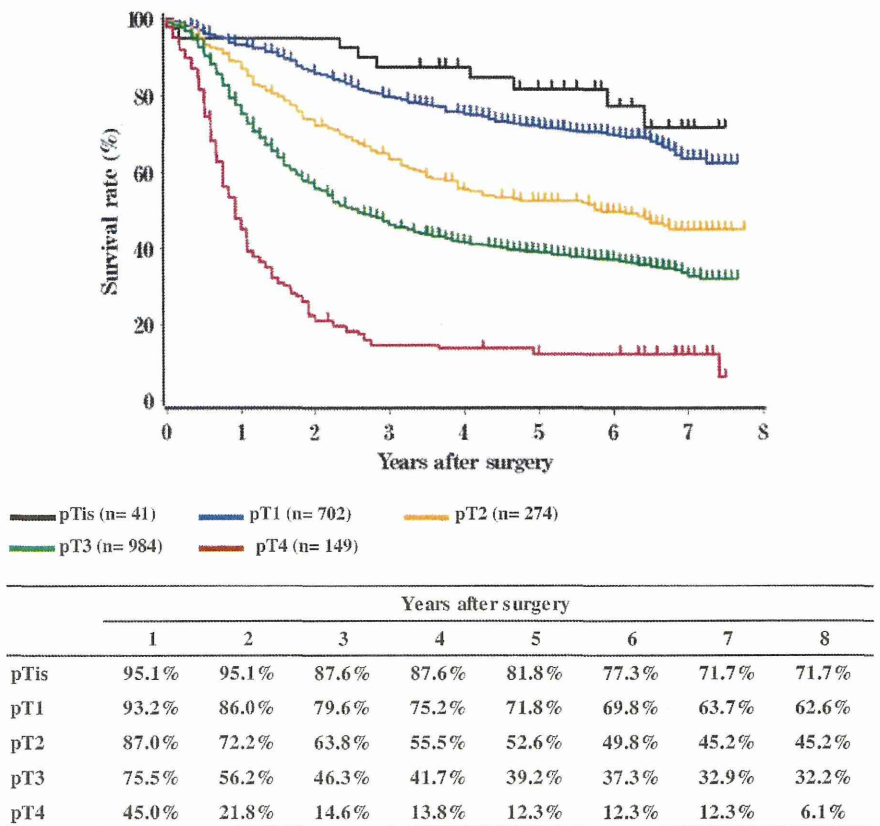 100
80
60
40
20
0
Survival rate (%)
0 1 2 3 4 5 6 7 8
Years after surgery
pTis (n= 41) pT1 (n= 702) pT2 (n= 274)
pT3 (n= 984) pT4 (n= 149)
Years after surgery
1 2 3 4 5 6 7 8
pTis 95.1% 95.1% 87.6% 87.6% 81.8% 77.3% 71.7% 71.7%
pT1 93.2% 86.0% 79.6% 75.2% 71.8% 69.8% 63.7% 62.6%
pT2 87.0% 72.2% 63.8% 55.5% 52.6% 49.8% 45.2% 45.2%
pT3 75.5% 56.2% 46.3% 41.7% 39.2% 37.3% 32.9% 32.2%
pT4 45.0% 21.8% 14.6% 13.8% 12.3% 12.3% 12.3% 6.1%